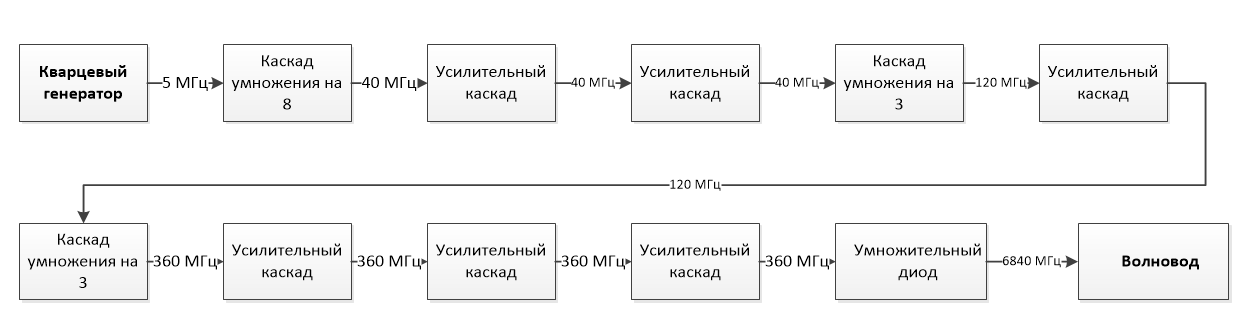 Кварцевый
генератор
5 МГц
Каскад
умножения на
8
40 МГц
Усилительный
каскад
40 МГц
Усилительный
каскад
40 МГц
Каскад
умножения на
3
120 МГц
Усилительный
каскад
120 МГц
Каскад
умножения на
3
360 МГц
Усилительный
каскад
360 МГц
Усилительный
каскад
360 МГц
Усилительный
каскад
360 МГц
Умножительный
диод
6840 МГц
Волновод